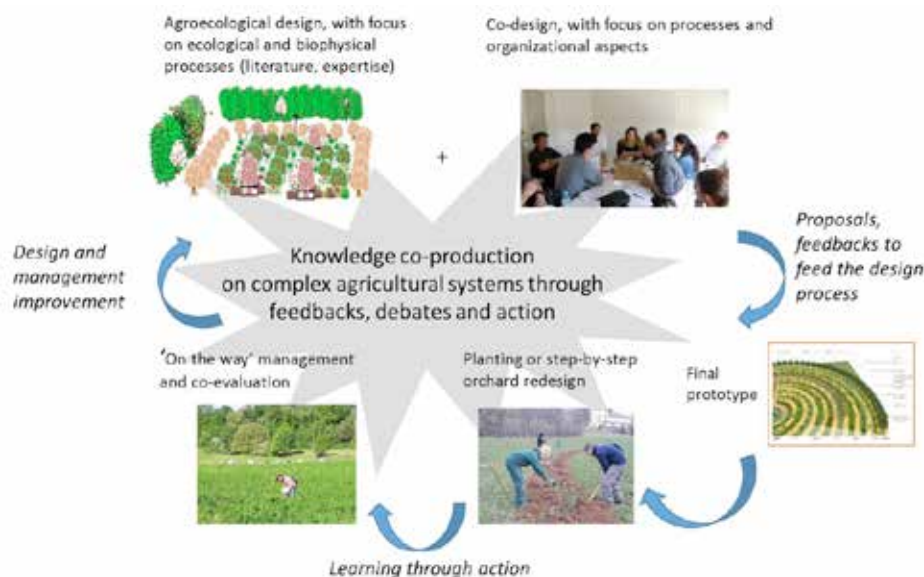 Agroecological design, with focus
on ecological and biophysical
processes (literature, expertise)
Co-design, with focus on processes and
organizational aspects
+
Proposals,
feedbacks to
feed the design
process
Design and
management
improvement
Knowledge co-production
on complex agricultural systems through
feedbacks, debates and action
'On the way' management
and co-evaluation
Planting or step-by-step
orchard redesign
Final
prototype
Learning through action